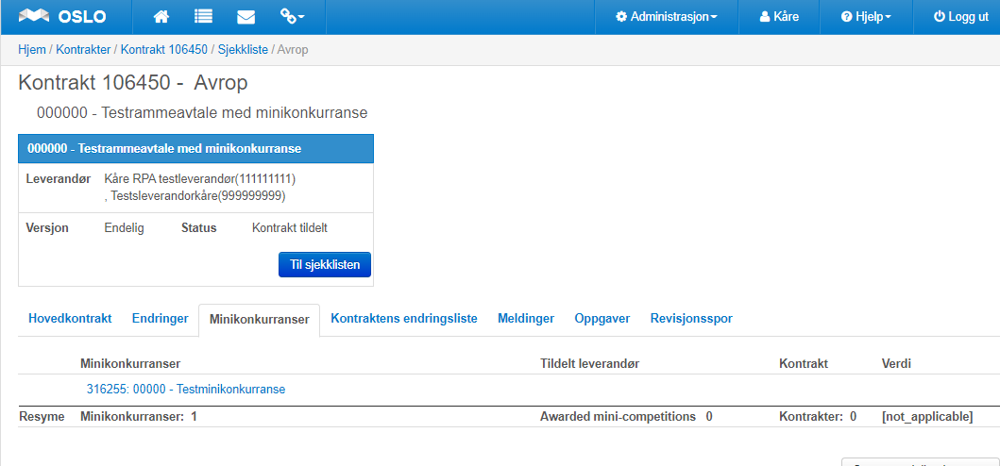 OSLO Administrasjon Kåre Hjelp Logg ut
Hjem / Kontrakter / Kontrakt 106450 / Sjekkliste / Avrop
Kontrakt 106450 - Avrop
000000 - Testrammeavtale med minikonkurranse
000000 - Testrammeavtale med minikonkurranse
Leverandør Kåre RPA testleverandør(111111111)
, Testsleverandorkåre(999999999)
Versjon Endelig Status Kontrakt tildelt
Til sjekklisten
Hovedkontrakt Endringer Minikonkurranser Kontraktens endringsliste Meldinger Oppgaver Revisjonsspor
Minikonkurranser Tildelt leverandør Kontrakt Verdi
316255: 00000 - Testminikonkurranse
Resyme Minikonkurranser: 1 Awarded mini-competitions 0 Kontrakter: 0 [not_applicable]